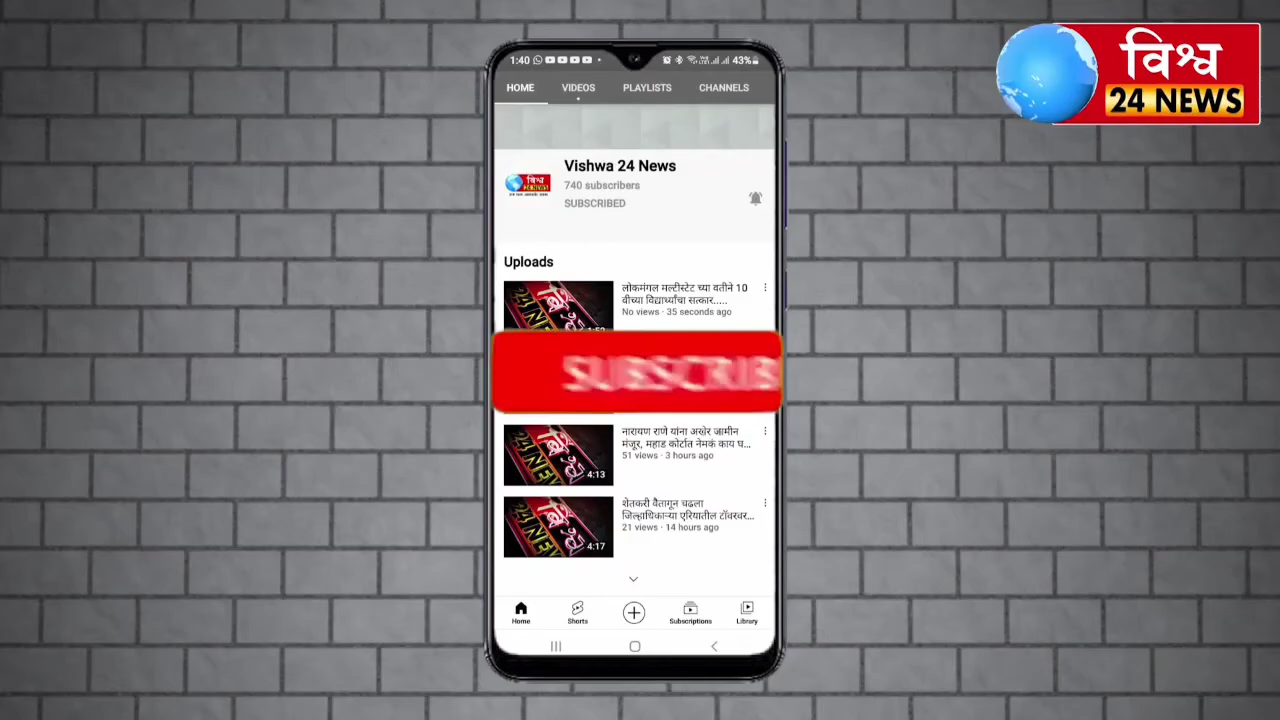 विश्व
24 NEWS
1:40
43%
HOME VIDEOS PLAYLISTS CHANNELS
Vishwa 24 News
740 subscribers
SUBSCRIBED
Uploads
लोकमंगल मल्टीस्टेट च्या वतीने 10
वीच्या विद्यार्थ्यांचा सत्कार.....
No views · 35 seconds ago
SUBSCRIB
नारायण राणे यांना अखेर जामीन
मंजूर, महाड कोर्टात नेमकं काय घ...
51 views · 3 hours ago
4:13
शेतकरी वैतागून चढला
जिल्हाधिकाऱ्या एरियातील टॉवरवर...
21 views · 14 hours ago
4:17
Home Shorts Subscriptions Library